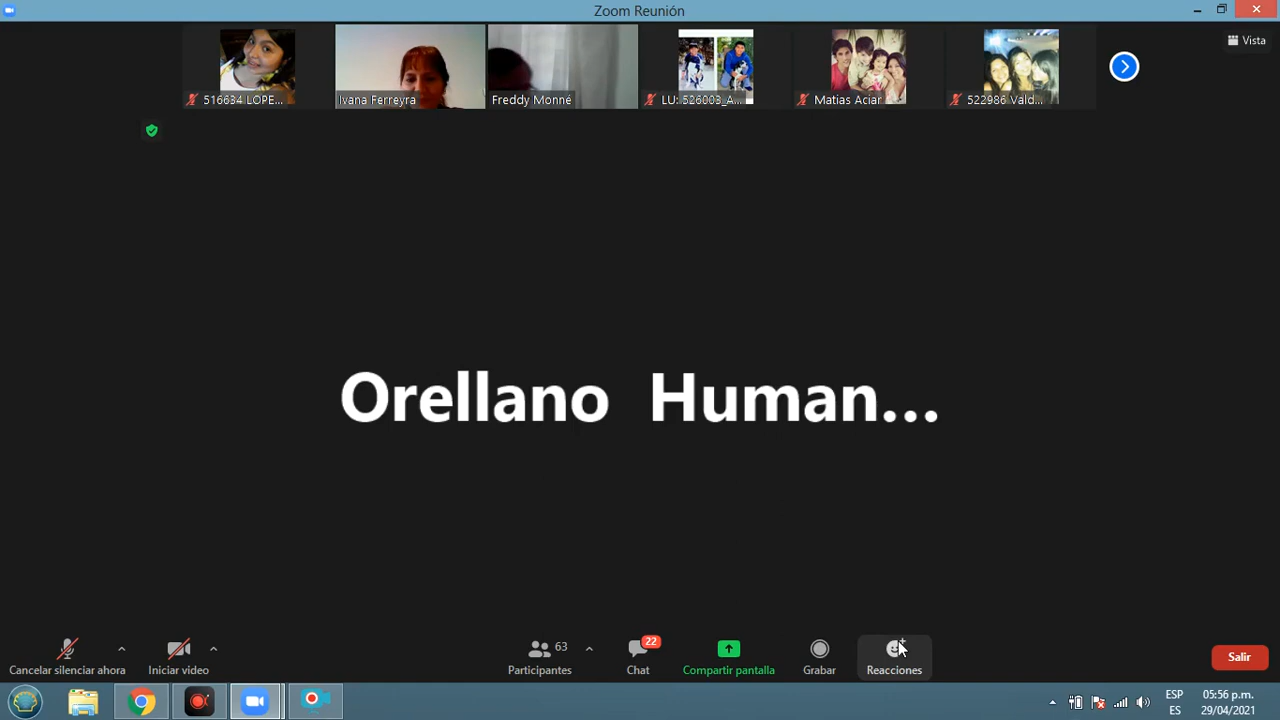 Zoom Reunión
516634 LOPE...
Ivana Ferreyra
Freddy Monné
LU: 526003_A...
Matias Aciar
522986 Vald...
Vista
Orellano Human...
Cancelar silenciar ahora
Iniciar video
63
Participantes
22
Chat
Compartir pantalla
Grabar
Reacciones
Salir
ESP
ES
05:56 p.m.
29/04/2021